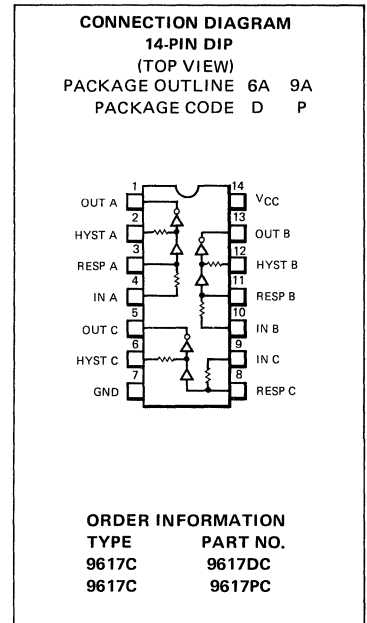 CONNECTION DIAGRAM
14-PIN DIP
(TOP VIEW)
PACKAGE OUTLINE 6A 9A
PACKAGE CODE D P
1 14
OUT A VCC
2 13
HYST A OUT B
3 12
RESP A HYST B
4 11
IN A RESP B
5 10
OUT C IN B
6 9
HYST C IN C
7 8
GND RESP C
ORDER INFORMATION
TYPE PART NO.
9617C 9617DC
9617C 9617PC